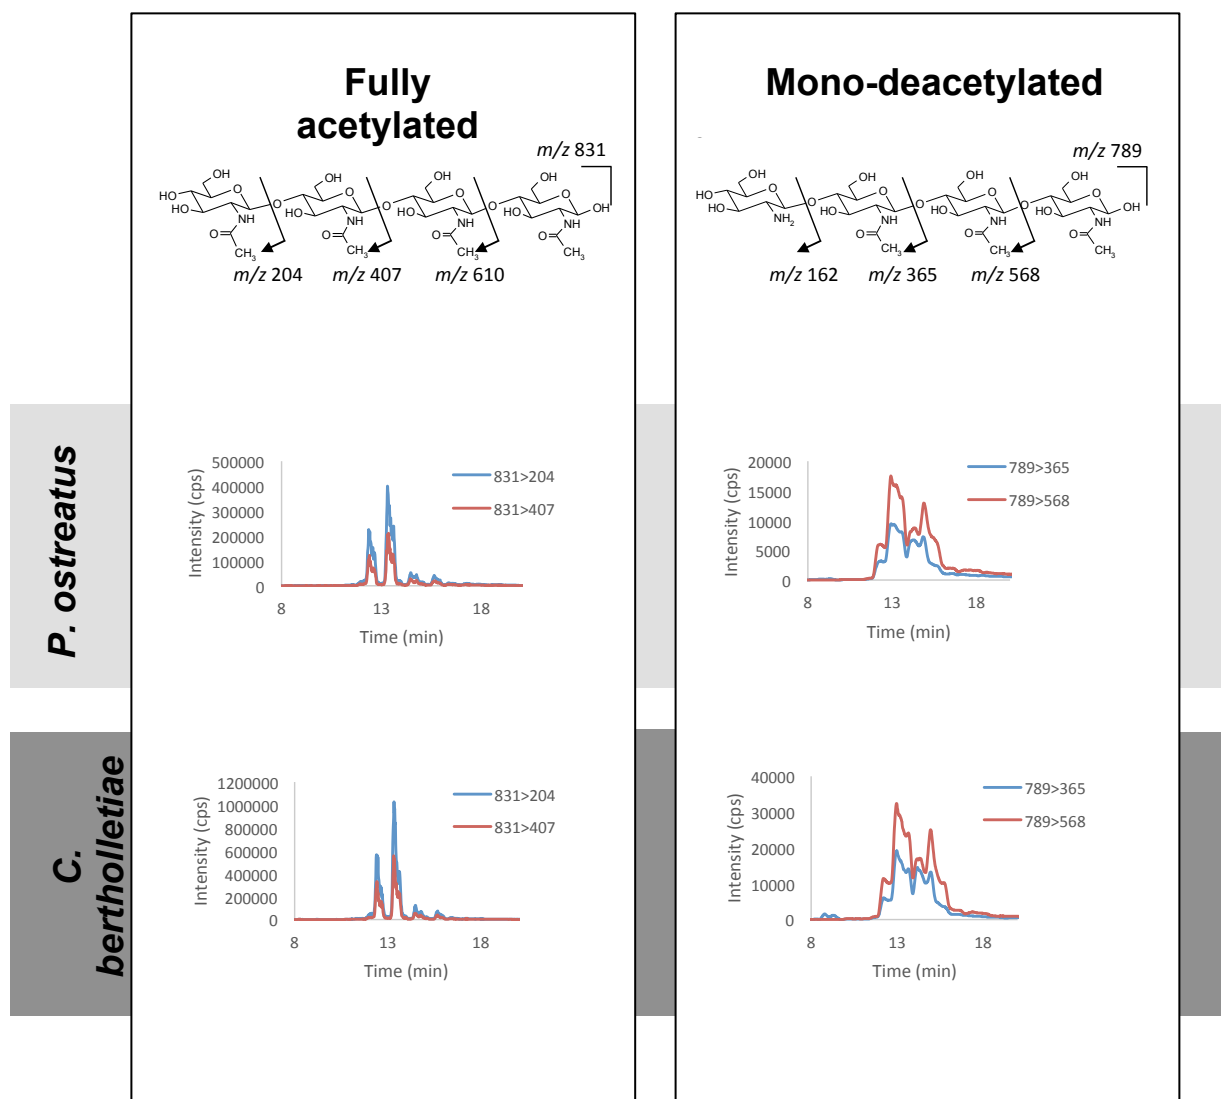 Fully
acetylated
m/z 831
OH OH OH OH
HO O O O O O O O OH
HO HO HO HO
NH NH NH NH
O O O O
CH3 CH3 CH3 CH3
m/z 204 m/z 407 m/z 610
Mono-deacetylated
m/z 789
OH OH OH OH
HO O O O O O O O OH
HO HO HO HO
NH2 NH NH NH
O O O
CH3 CH3 CH3
m/z 162 m/z 365 m/z 568
P. ostreatus
Intensity (cps)
500000
400000
300000
200000
100000
0
8 13 18
Time (min)
831>204
831>407
Intensity (cps)
20000
15000
10000
5000
0
8 13 18
Time (min)
789>365
789>568
C.
bertholletiae
Intensity (cps)
1200000
1000000
800000
600000
400000
200000
0
8 13 18
Time (min)
831>204
831>407
Intensity (cps)
40000
30000
20000
10000
0
8 13 18
Time (min)
789>365
789>568